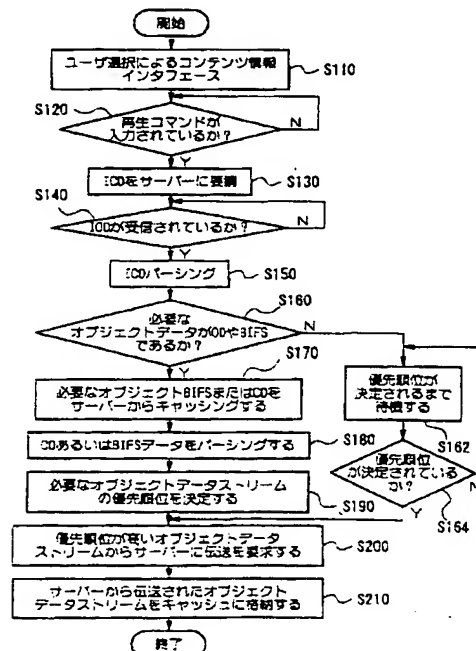 開始
ユーザ選択によるコンテンツ情報
インタフェース
S110
S120
再生コマンドが
入力されているか?
N
Y
IODをサーバーに要請
S130
S140
IODが受信されているか?
N
Y
IODパーシング
S150
S160
必要な
オブジェクトデータがODやBIFS
であるか?
N
Y
S170
必要なオブジェクトBIFSまたはODを
サーバーからキャッシングする
優先順位が
決定されるまで
待機する
S162
ODあるいはBIFSデータをパーシングする
S180
必要なオブジェクトデータストリーム
の優先順位を決定する
S190
優先順位
が決定されている
か?
N
S164
Y
優先順位が高いオブジェクトデータ
ストリームからサーバーに伝送を要求する
S200
サーバーから伝送されたオブジェクト
データストリームをキャッシュに格納する
S210
終了